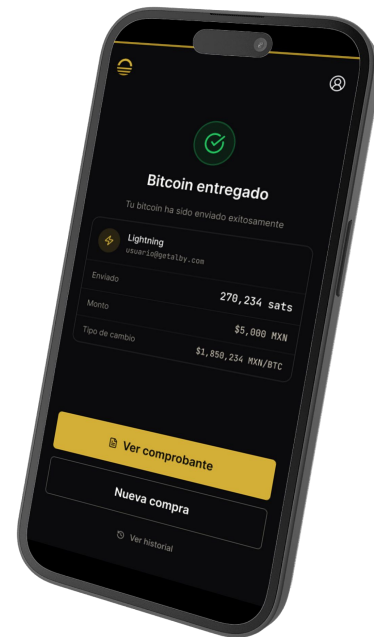 Bitcoin entregado
Tu bitcoin ha sido enviado exitosamente
Lightning
usuario@getalby.com
Enviado
270,234 sats
Monto
$5,000 MXN
Tipo de cambio
$1,850,234 MXN/BTC
Ver comprobante
Nueva compra
Ver historial